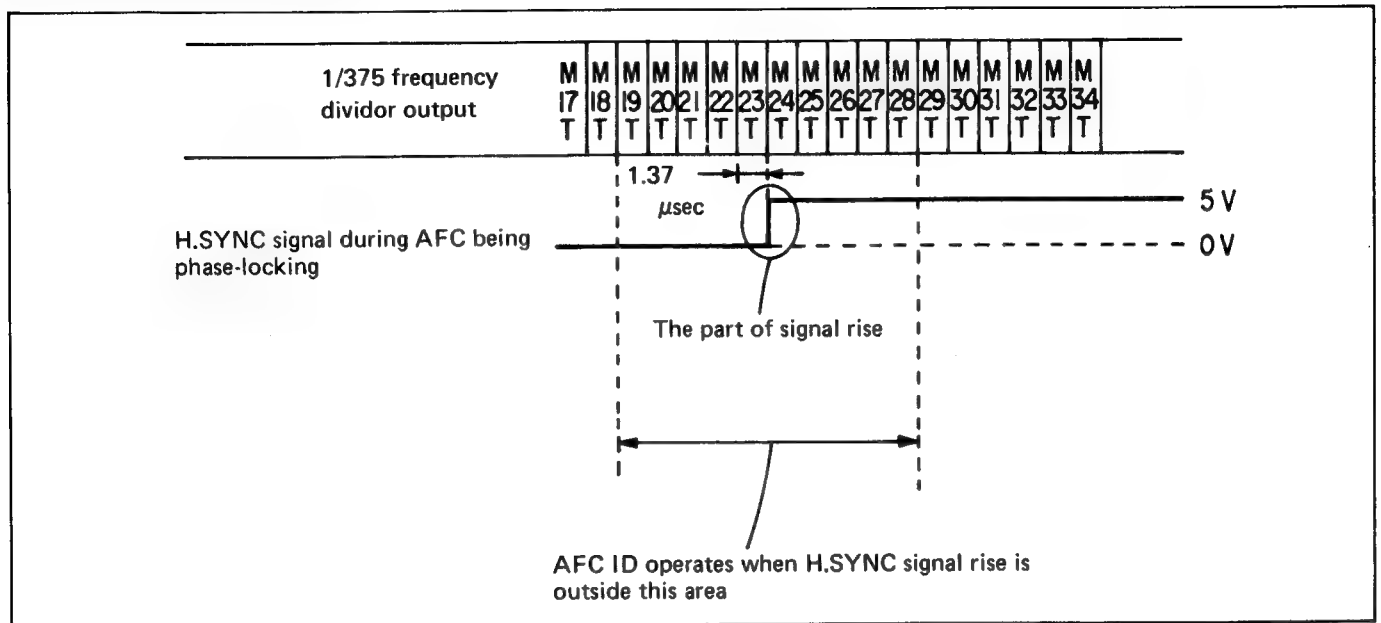 1/375 frequency
dividor output
M M M M M M M M M M M M M M M M M M
17 18 19 20 21 22 23 24 25 26 27 28 29 30 31 32 33 34
T T T T T T T T T T T T T T T T T T
1.37
μsec
5 V
H.SYNC signal during AFC being
phase-locking
0 V
The part of signal rise
AFC ID operates when H.SYNC signal rise is
outside this area